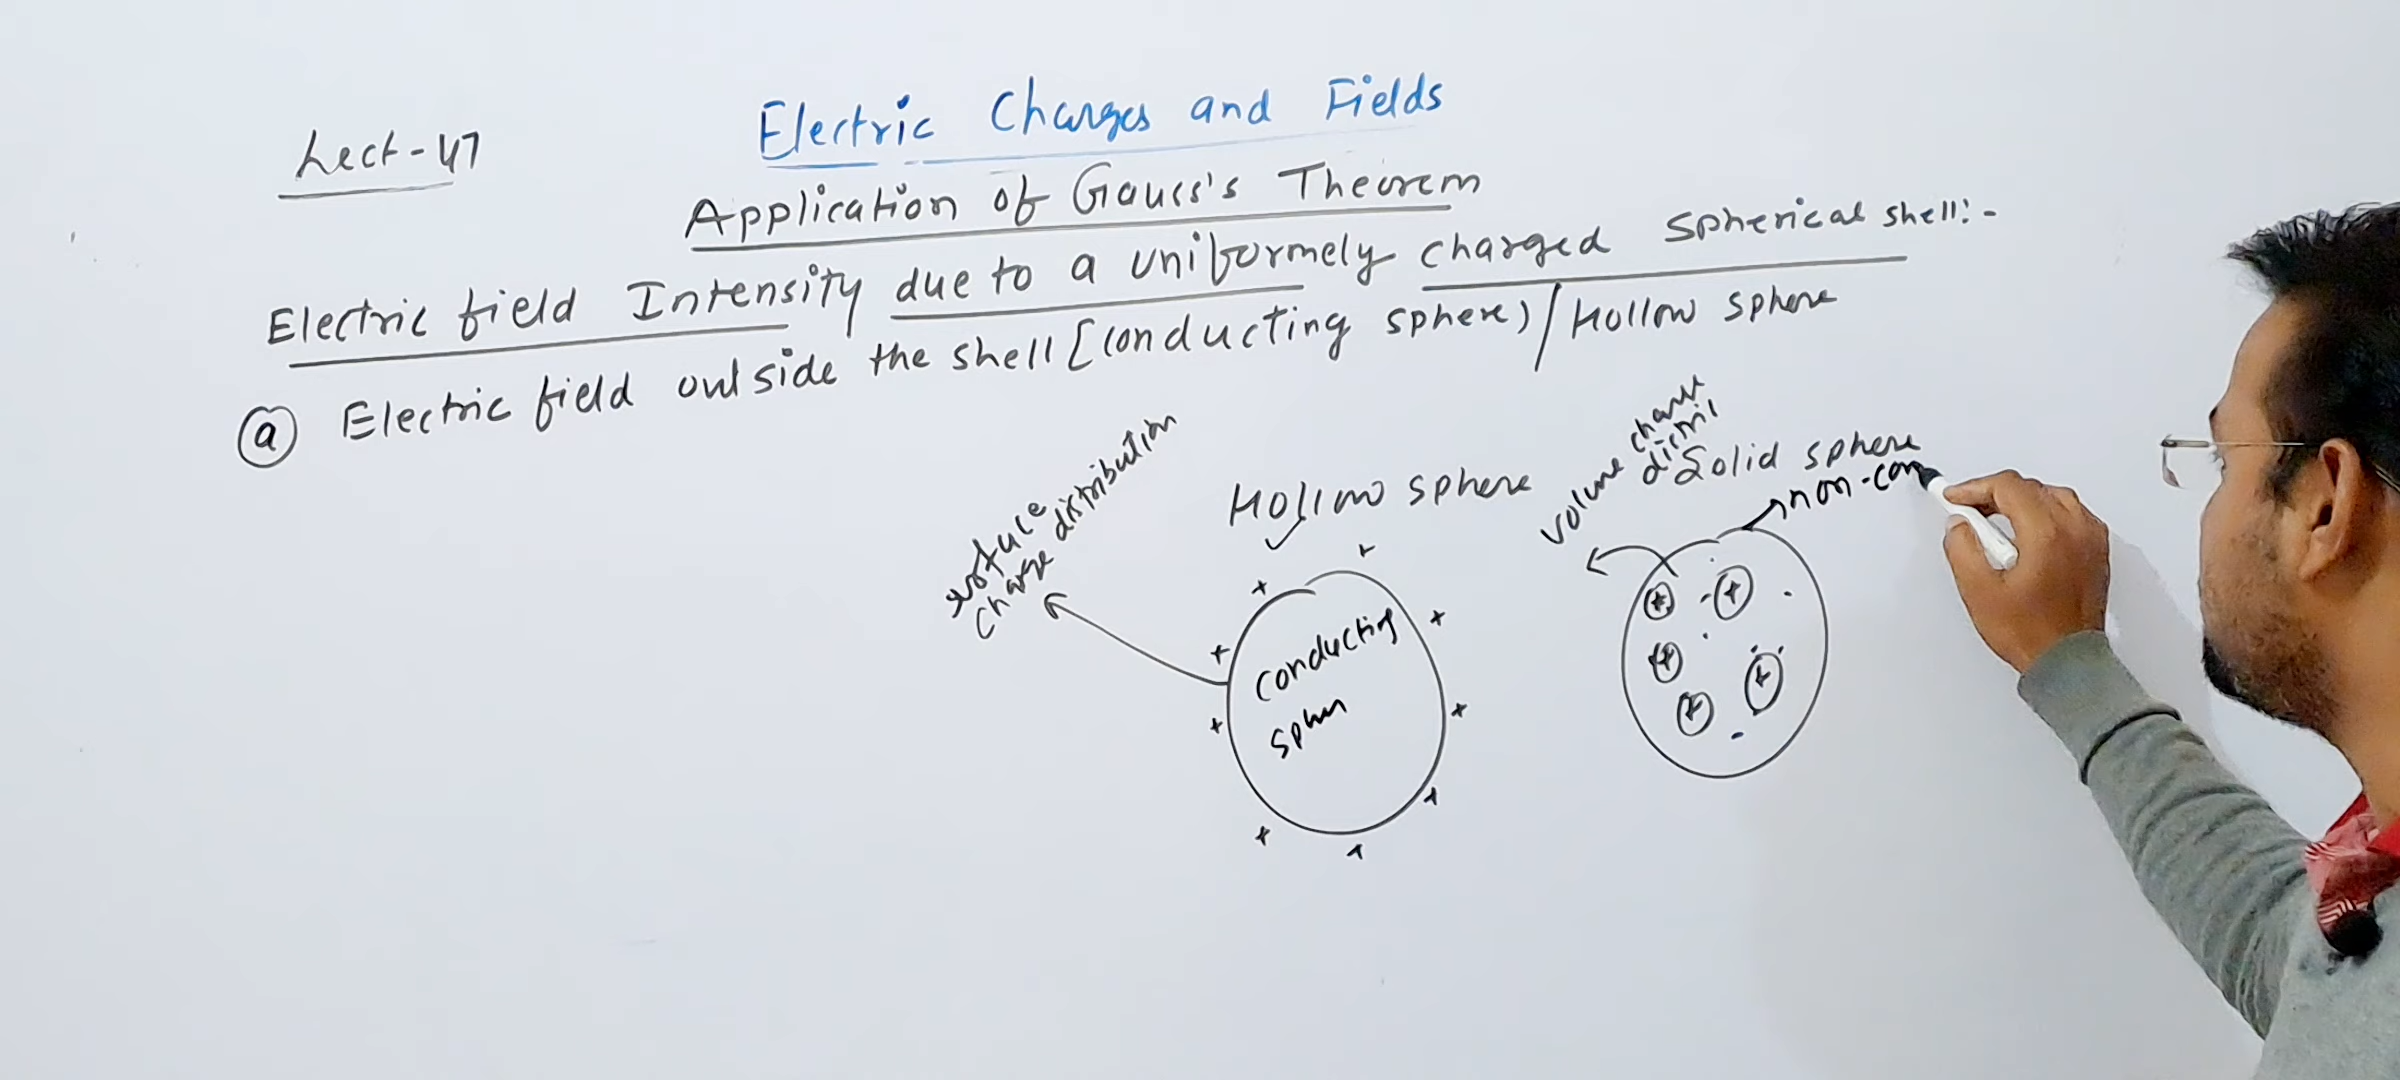 Lect-47
Electric Charges and Fields
Application of Gauss's Theorem
Electric field Intensity due to a uniformely charged Spherical shell:-
(a) Electric field outside the shell [conducting sphere) / Hollow sphere
surface charge distribution
Hollow sphere
volume charge distri
Solid sphere
non-con
conducting
sphere